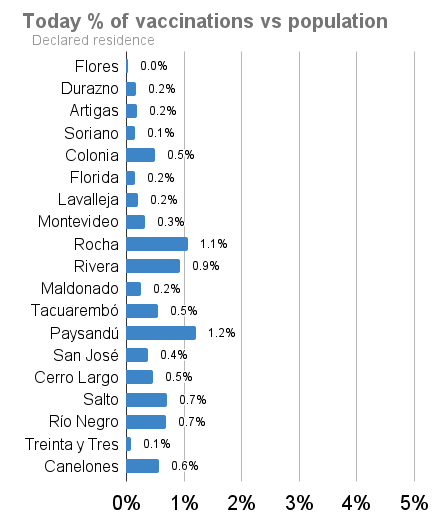 Today % of vaccinations vs population
Declared residence
Flores 0.0%
Durazno 0.2%
Artigas 0.2%
Soriano 0.1%
Colonia 0.5%
Florida 0.2%
Lavalleja 0.2%
Montevideo 0.3%
Rocha 1.1%
Rivera 0.9%
Maldonado 0.2%
Tacuarembó 0.5%
Paysandú 1.2%
San José 0.4%
Cerro Largo 0.5%
Salto 0.7%
Río Negro 0.7%
Treinta y Tres 0.1%
Canelones 0.6%
0% 1% 2% 3% 4% 5%